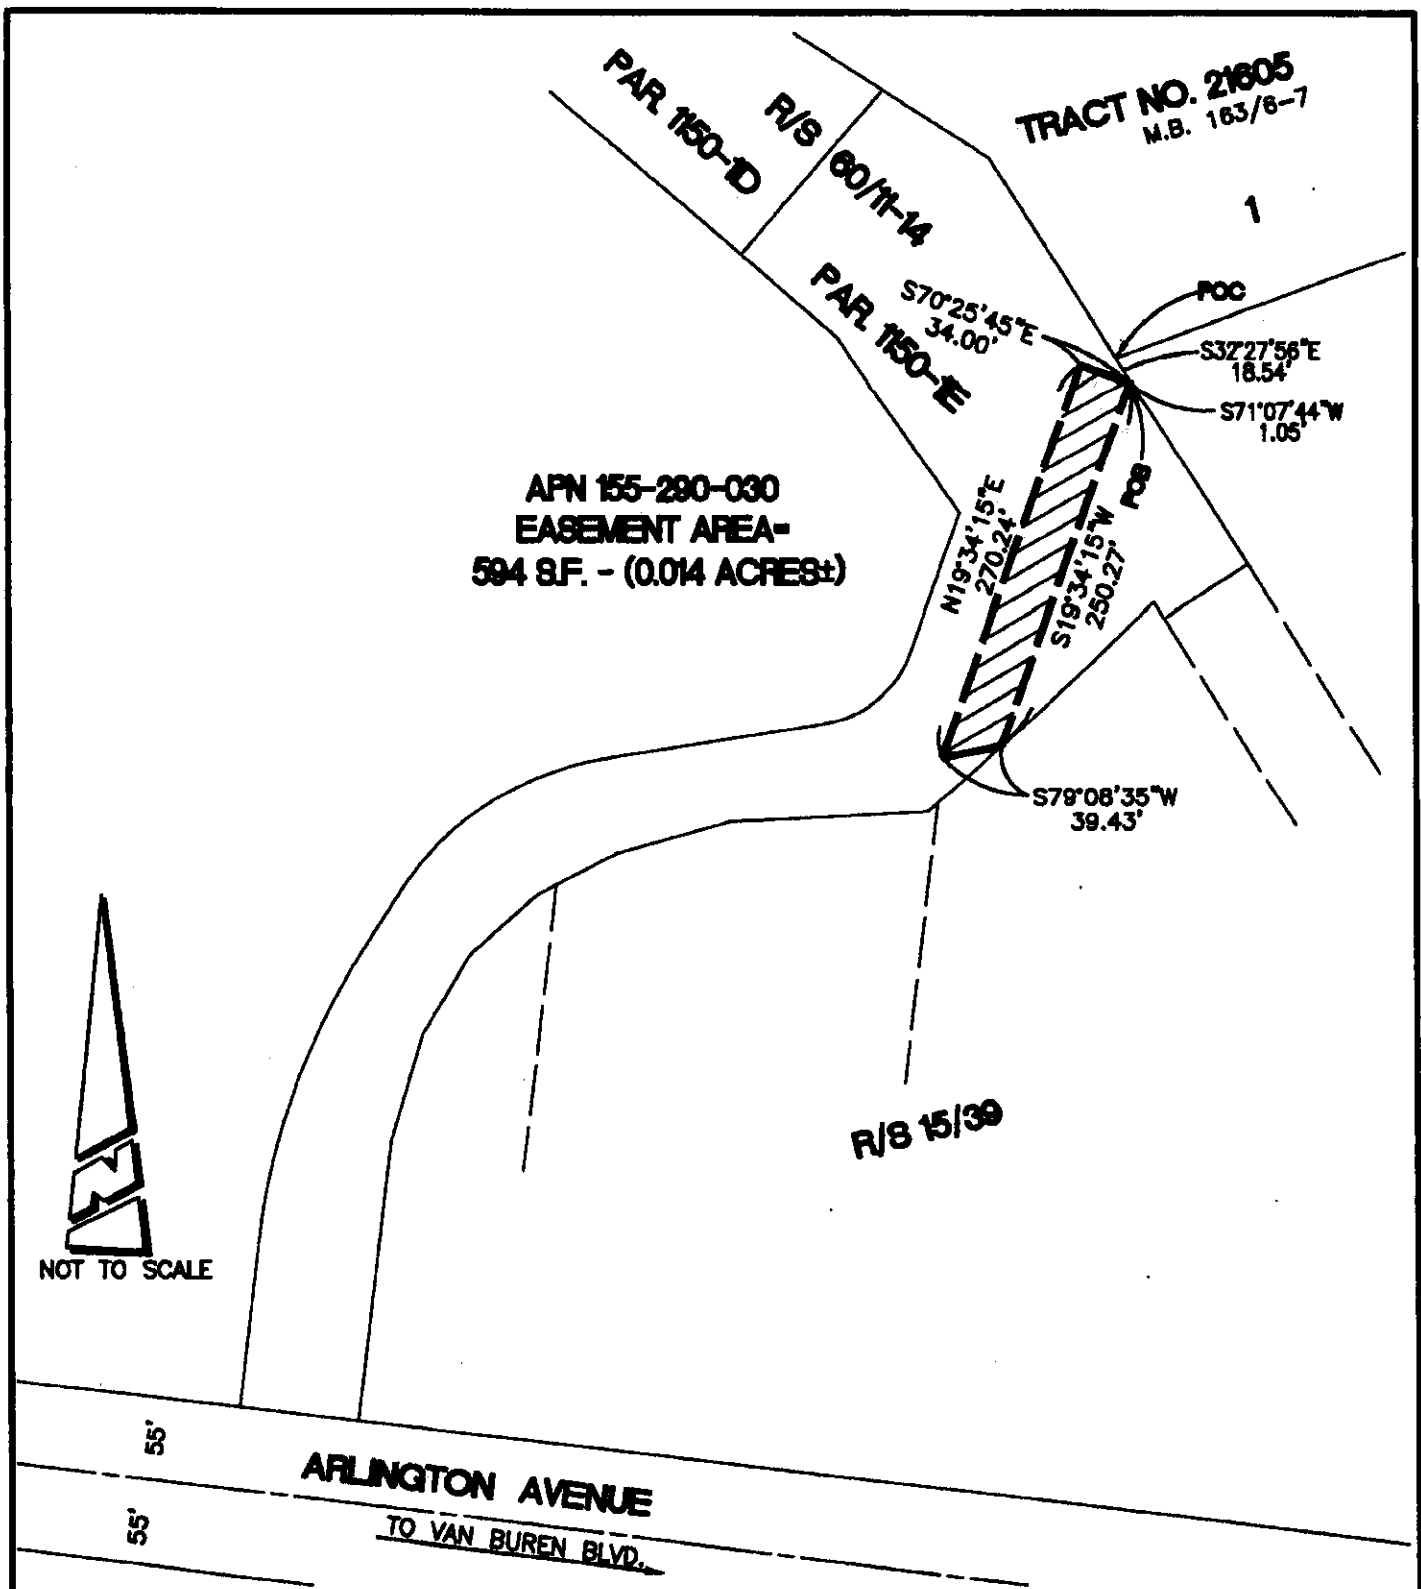 TRACT NO. 21605
M.B. 163/6-7
1
PAR. 1150-1D
R/S 60/11-14
PAR. 1150-1E
POC
S70°25'45"E
34.00'
S32°27'56"E
18.54'
S71°07'44"W
1.05'
POB
APN 155-290-030
EASEMENT AREA=
594 S.F. - (0.014 ACRES±)
N19°34'15"E
270.24'
S19°34'15"W
250.27'
S79°08'35"W
39.43'
R/S 15/39
N
NOT TO SCALE
55'
ARLINGTON AVENUE
55'
TO VAN BUREN BLVD.